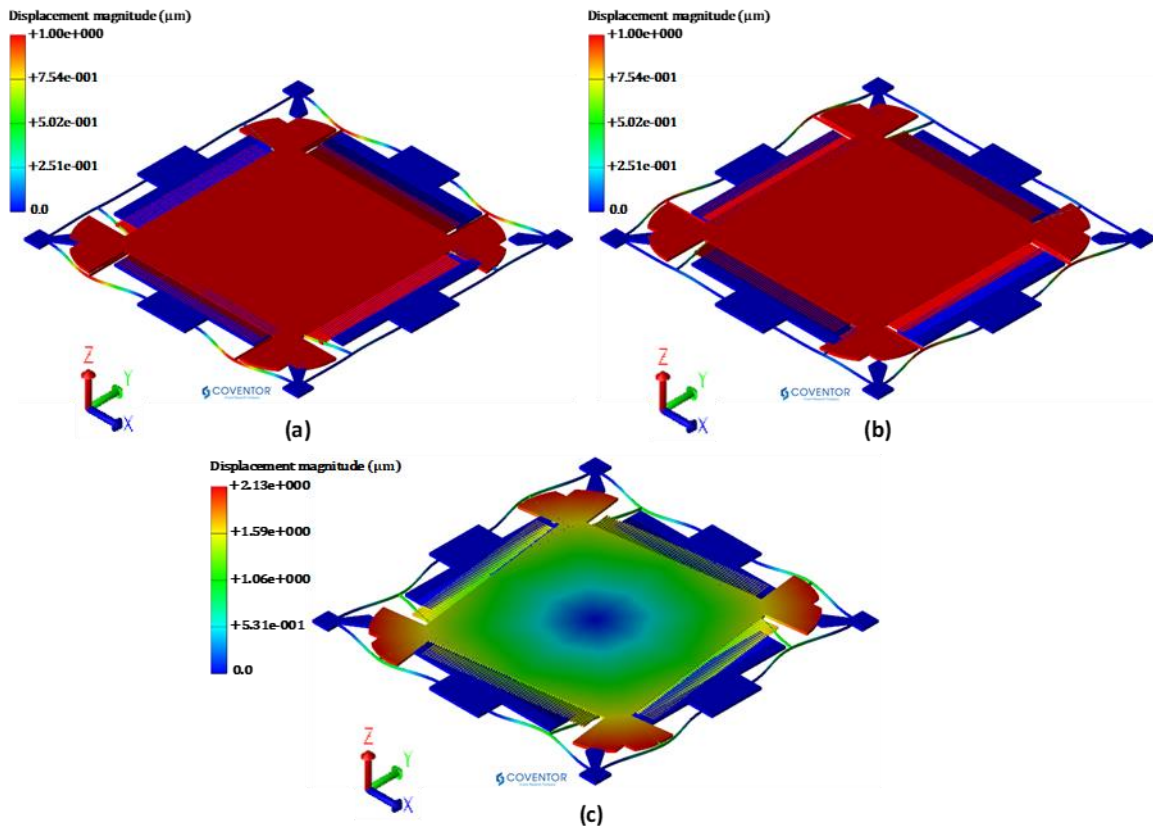 Displacement magnitude (µm)
+1.00e+000
+7.54e-001
+5.02e-001
+2.51e-001
0.0
Z
Y
X
COVENTOR
(a)
Displacement magnitude (µm)
+1.00e+000
+7.54e-001
+5.02e-001
+2.51e-001
0.0
Z
Y
X
COVENTOR
(b)
Displacement magnitude (µm)
+2.13e+000
+1.59e+000
+1.06e+000
+5.31e-001
0.0
Z
Y
X
COVENTOR
(c)